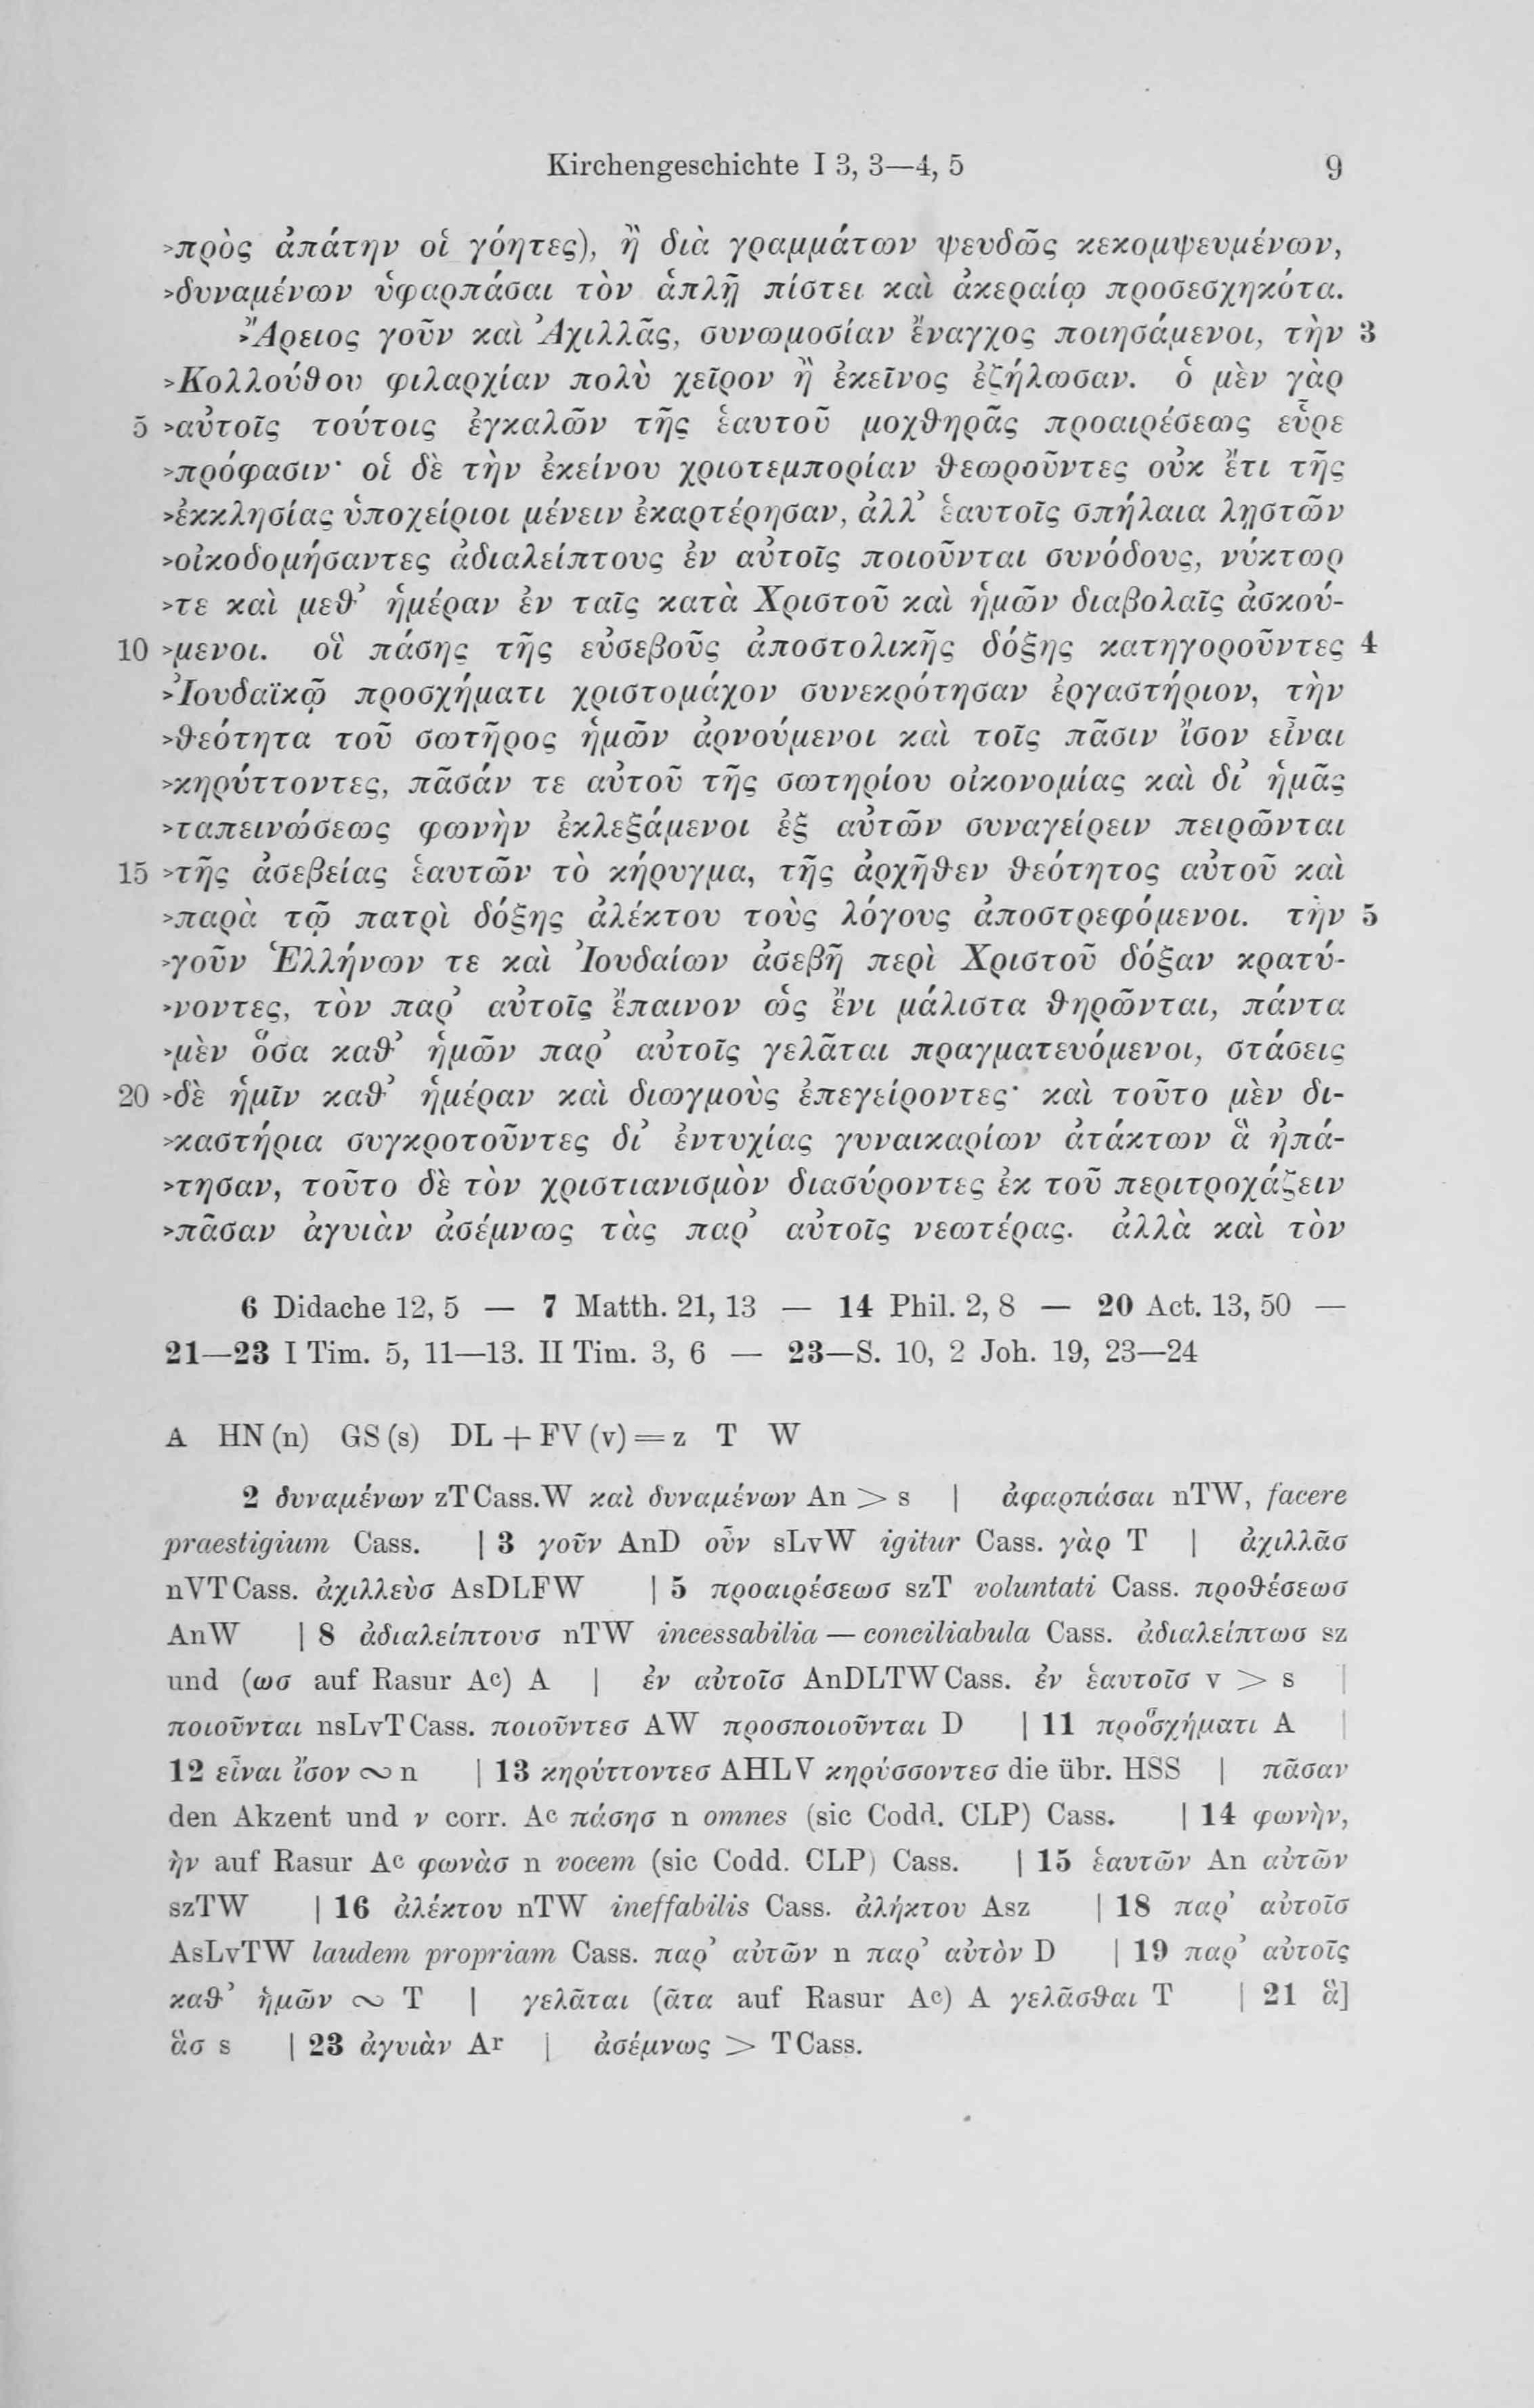 Kirchengeschichte I 3, 3—4, 5 9
>πρὸς ἀπάτην οἱ γόητες), ἢ διὰ γραμμάτων ψευδῶς κεκομψευμένων,
>δυναμένων ὑφαρπάσαι τὸν ἁπλῇ πίστει καὶ ἀκεραίῳ προσεσχηκότα.
>Ἄρειος γοῦν καὶ Ἀχιλλᾶς, συνωμοσίαν ἔναγχος ποιησάμενοι, τὴν 3
>Κολλούθου φιλαρχίαν πολὺ χεῖρον ἢ ἐκεῖνος ἐζήλωσαν. ὁ μὲν γὰρ
5 >αὐτοῖς τούτοις ἐγκαλῶν τῆς ἑαυτοῦ μοχθηρᾶς προαιρέσεως εὗρε
>πρόφασιν· οἱ δὲ τὴν ἐκείνου χριστεμπορίαν θεωροῦντες οὐκ ἔτι τῆς
>ἐκκλησίας ὑποχείριοι μένειν ἐκαρτέρησαν, ἀλλ’ ἑαυτοῖς σπήλαια λῃστῶν
>οἰκοδομήσαντες ἀδιαλείπτους ἐν αὐτοῖς ποιοῦνται συνόδους, νύκτωρ
>τε καὶ μεθ’ ἡμέραν ἐν ταῖς κατὰ Χριστοῦ καὶ ἡμῶν διαβολαῖς ἀσκού-
10 >μενοι. οἳ πάσης τῆς εὐσεβοῦς ἀποστολικῆς δόξης κατηγοροῦντες 4
>Ἰουδαϊκῷ προσχήματι χριστομάχον συνεκρότησαν ἐργαστήριον, τὴν
>θεότητα τοῦ σωτῆρος ἡμῶν ἀρνούμενοι καὶ τοῖς πᾶσιν ἴσον εἶναι
>κηρύττοντες, πᾶσάν τε αὐτοῦ τῆς σωτηρίου οἰκονομίας καὶ δι’ ἡμᾶς
>ταπεινώσεως φωνὴν ἐκλεξάμενοι ἐξ αὐτῶν συναγείρειν πειρῶνται
15 >τῆς ἀσεβείας ἑαυτῶν τὸ κήρυγμα, τῆς ἀρχῆθεν θεότητος αὐτοῦ καὶ
>παρὰ τῷ πατρὶ δόξης ἀλέκτου τοὺς λόγους ἀποστρεφόμενοι. τὴν 5
>γοῦν Ἑλλήνων τε καὶ Ἰουδαίων ἀσεβῆ περὶ Χριστοῦ δόξαν κρατύ-
>νοντες, τὸν παρ’ αὐτοῖς ἔπαινον ὡς ἔνι μάλιστα θηρῶνται, πάντα
>μὲν ὅσα καθ’ ἡμῶν παρ’ αὐτοῖς γελᾶται πραγματευόμενοι, στάσεις
20 >δὲ ἡμῖν καθ’ ἡμέραν καὶ διωγμοὺς ἐπεγείροντες· καὶ τοῦτο μὲν δι-
>καστήρια συγκροτοῦντες δι’ ἐντυχίας γυναικαρίων ἀτάκτων ἃ ἠπά-
>τησαν, τοῦτο δὲ τὸν χριστιανισμὸν διασύροντες ἐκ τοῦ περιτροχάζειν
>πᾶσαν ἀγυιὰν ἀσέμνως τὰς παρ’ αὐτοῖς νεωτέρας. ἀλλὰ καὶ τὸν
6 Didache 12, 5 — 7 Matth. 21, 13 — 14 Phil. 2, 8 — 20 Act. 13, 50 —
21—23 I Tim. 5, 11—13. II Tim. 3, 6 — 23—S. 10, 2 Joh. 19, 23—24
A HN (n) GS (s) DL + FV (v) = z T W
2 δυναμένων zTCass.W καὶ δυναμένων An > s | ἀφαρπάσαι nTW, facere
praestigium Cass. | 3 γοῦν AnD οὖν sLvW igitur Cass. γὰρ T | ἀχιλλᾶσ
nVTCass. ἀχιλλεὺσ AsDLFW | 5 προαιρέσεωσ szT voluntati Cass. προθέσεωσ
AnW | 8 ἀδιαλείπτουσ nTW incessabilia — conciliabula Cass. ἀδιαλείπτωσ sz
und (ωσ auf Rasur Ac) A | ἐν αὐτοῖσ AnDLTWCass. ἐν ἑαυτοῖσ v > s |
ποιοῦνται nsLvTCass. ποιοῦντεσ AW προσποιοῦνται D | 11 προσχήματι A |
12 εἶναι ἴσον ∾ n | 13 κηρύττοντεσ AHLV κηρύσσοντεσ die übr. HSS | πᾶσαν
den Akzent und ν corr. Ac πάσησ n omnes (sic Codd. CLP) Cass. | 14 φωνὴν,
ὴν auf Rasur Ac φωνὰσ n vocem (sic Codd. CLP) Cass. | 15 ἑαυτῶν An αὐτῶν
szTW | 16 ἀλέκτου nTW ineffabilis Cass. ἀλήκτου Asz | 18 παρ’ αὐτοῖσ
AsLvTW laudem propriam Cass. παρ’ αὐτῶν n παρ’ αὐτὸν D | 19 παρ’ αὐτοῖς
καθ’ ἡμῶν ∾ T | γελᾶται (ᾶτα auf Rasur Ac) A γελᾶσθαι T | 21 ἃ]
ἃσ s | 23 ἀγυιὰν Ar | ἀσέμνως > TCass.